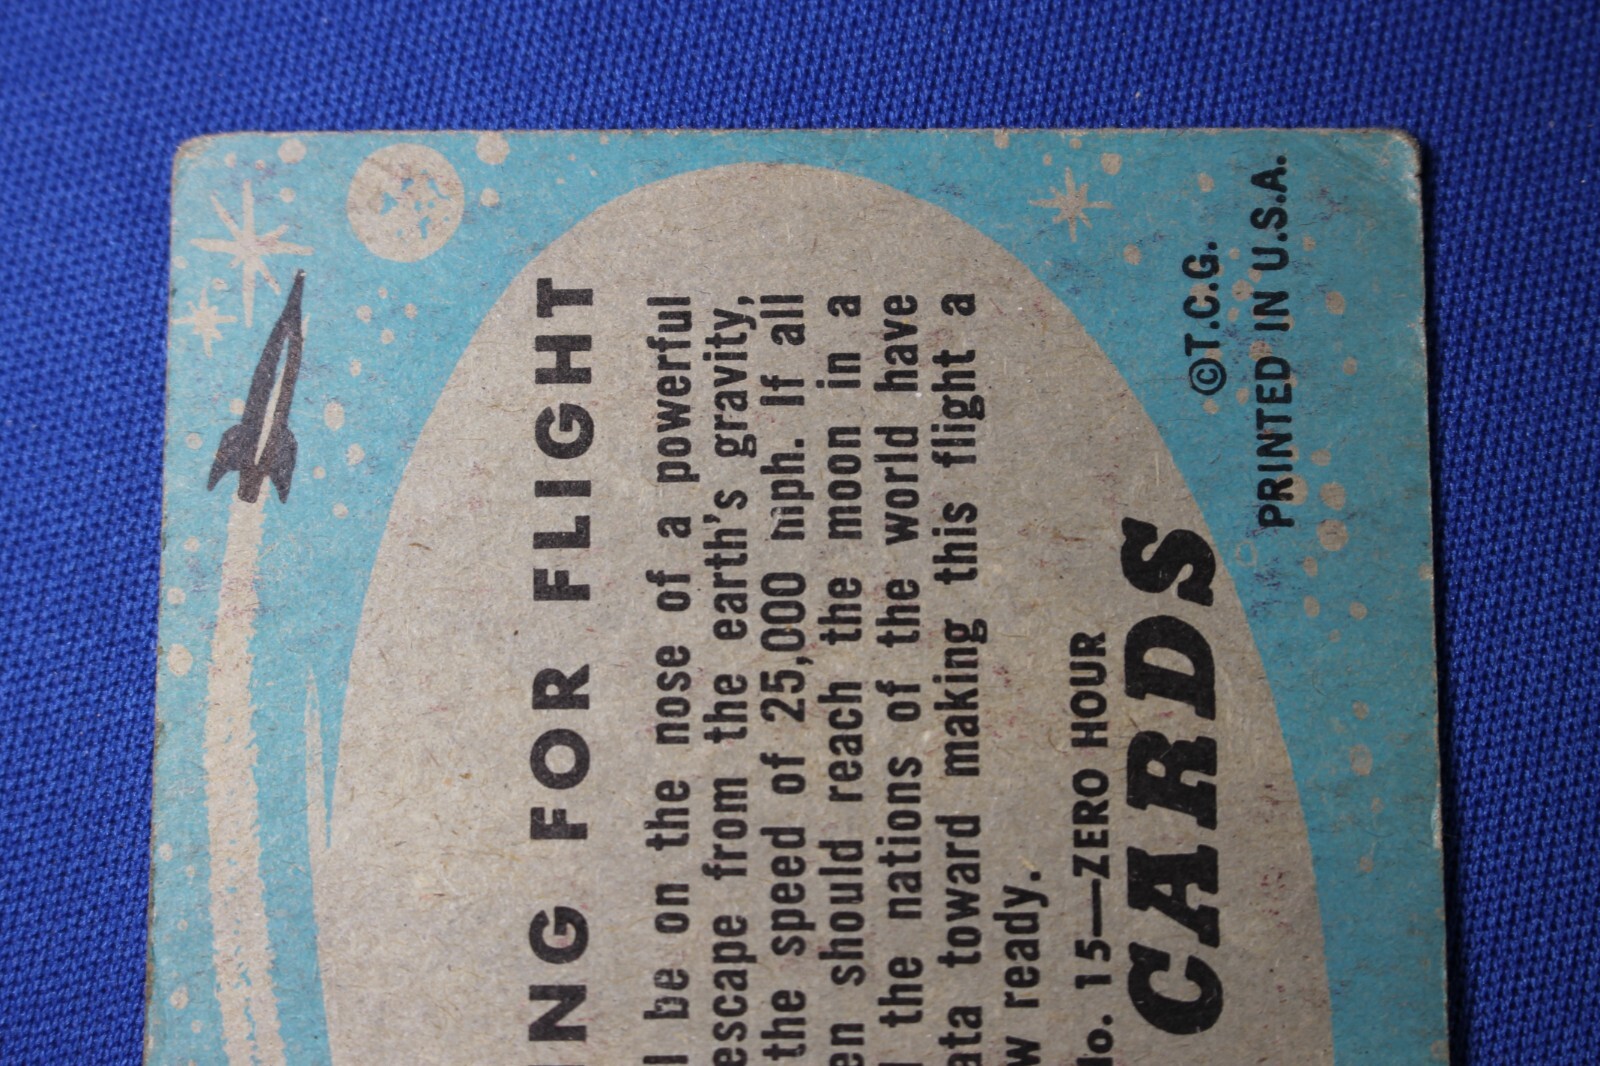 NG FOR FLIGHT
l be on the nose of a powerful
escape from the earth's gravity,
the speed of 25,000 mph. If all
en should reach the moon in a
the nations of the world have
ata toward making this flight a
w ready.
No. 15—ZERO HOUR
CARDS
©T.C.G.
PRINTED IN U.S.A.